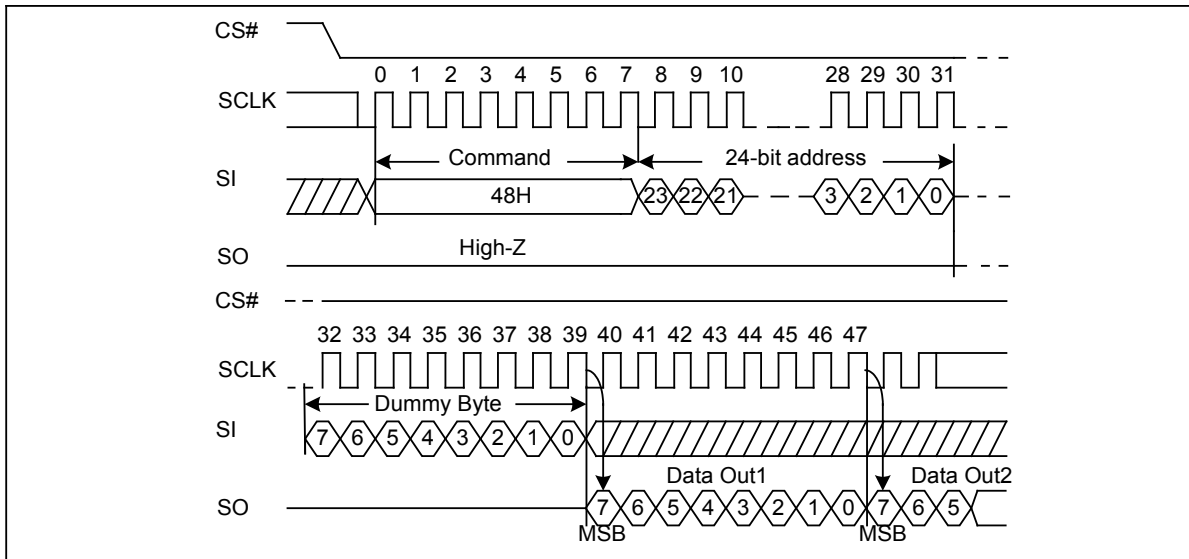 CS#
0 1 2 3 4 5 6 7 8 9 10 28 29 30 31
SCLK
Command 24-bit address
SI
48H 23 22 21 3 2 1 0
High-Z
SO
CS#
32 33 34 35 36 37 38 39 40 41 42 43 44 45 46 47
SCLK
Dummy Byte
SI
7 6 5 4 3 2 1 0
Data Out1 Data Out2
SO
7 6 5 4 3 2 1 0 7 6 5
MSB MSB